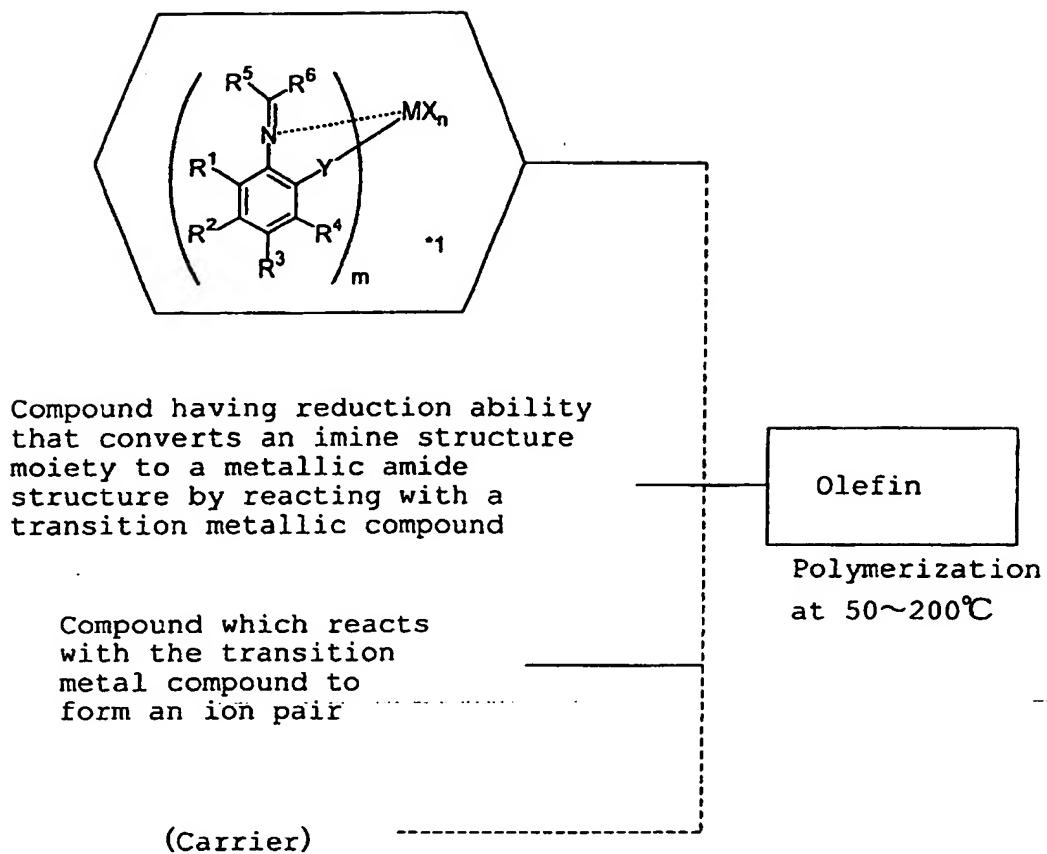 R⁵ R⁶
MXₙ
N
R¹ Y
R² R⁴
*1
R³
m
Compound having reduction ability
that converts an imine structure
moiety to a metallic amide
structure by reacting with a
transition metallic compound
Olefin
Polymerization
at 50~200℃
Compound which reacts
with the transition
metal compound to
form an ion pair
(Carrier)